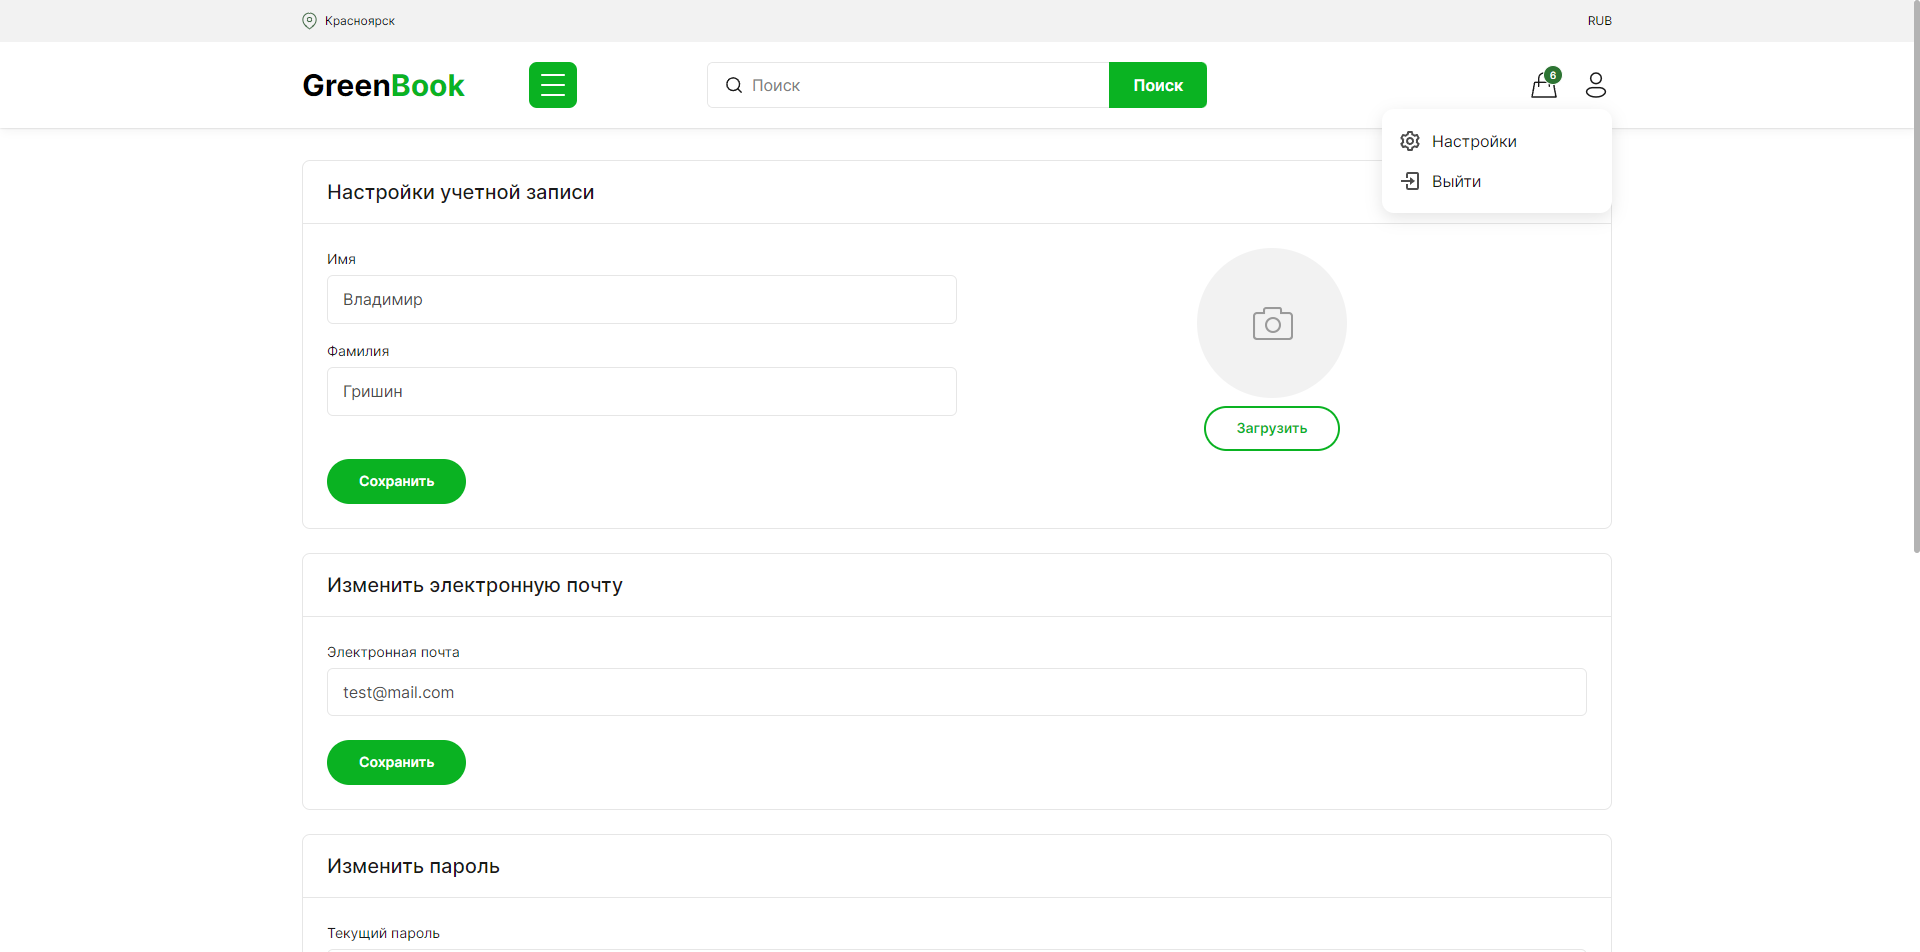 Красноярск
RUB
GreenBook
Поиск
Поиск
6
Настройки
Выйти
Настройки учетной записи
Имя
Владимир
Фамилия
Гришин
Загрузить
Сохранить
Изменить электронную почту
Электронная почта
test@mail.com
Сохранить
Изменить пароль
Текущий пароль